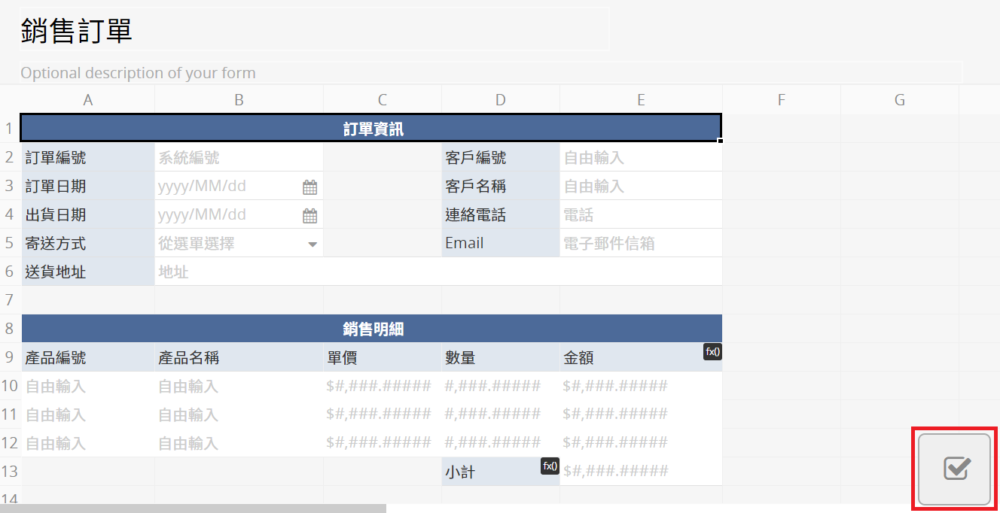 銷售訂單
Optional description of your form
A B C D E F G
1 訂單資訊
2 訂單編號 系統編號 客戶編號 自由輸入
3 訂單日期 yyyy/MM/dd 客戶名稱 自由輸入
4 出貨日期 yyyy/MM/dd 連絡電話 電話
5 寄送方式 從選單選擇 Email 電子郵件信箱
6 送貨地址 地址
7
8 銷售明細
9 產品編號 產品名稱 單價 數量 金額 fx()
10 自由輸入 自由輸入 $#,###.##### #,###.##### $#,###.#####
11 自由輸入 自由輸入 $#,###.##### #,###.##### $#,###.#####
12 自由輸入 自由輸入 $#,###.##### #,###.##### $#,###.#####
13 小計 fx() $#,###.#####
14